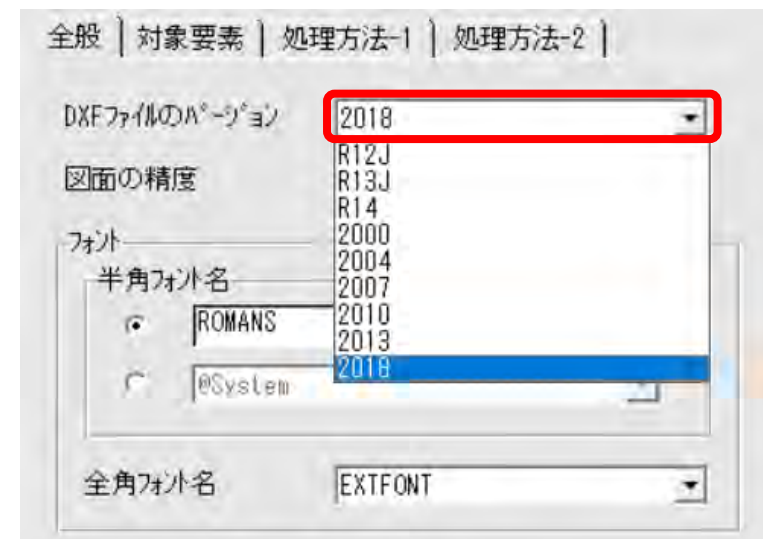 全般 対象要素 処理方法-1 処理方法-2
DXFファイルのバージョン 2018
R12J
図面の精度 R13J
R14
フォント 2000
2004
半角フォント名 2007
ROMANS 2010
2013
@System 2018
全角フォント名 EXTFONT